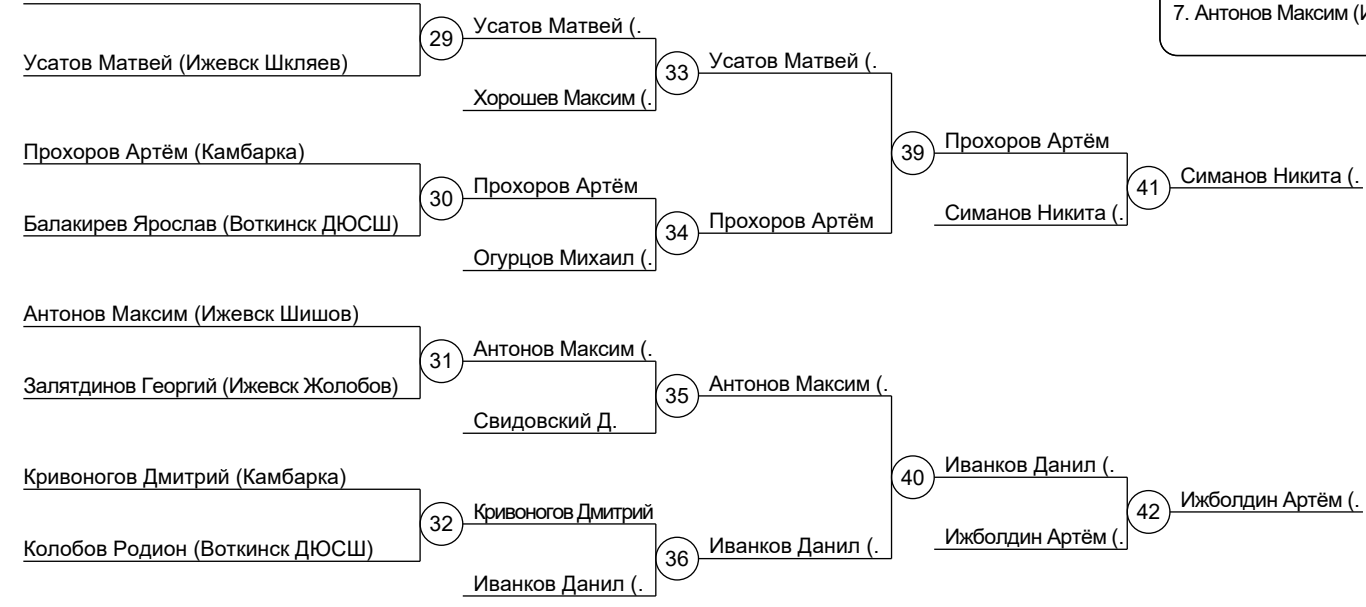 7. Антонов Максим (И
29
Усатов Матвей (.
Усатов Матвей (Ижевск Шкляев)
33
Усатов Матвей (.
Хорошев Максим (.
Прохоров Артём (Камбарка)
39
Прохоров Артём
30
Прохоров Артём
41
Симанов Никита (.
Балакирев Ярослав (Воткинск ДЮСШ)
34
Прохоров Артём
Симанов Никита (.
Огурцов Михаил (.
Антонов Максим (Ижевск Шишов)
31
Антонов Максим (.
Залятдинов Георгий (Ижевск Жолобов)
35
Антонов Максим (.
Свидовский Д.
Кривоногов Дмитрий (Камбарка)
40
Иванков Данил (.
32
Кривоногов Дмитрий
42
Ижболдин Артём (.
Колобов Родион (Воткинск ДЮСШ)
36
Иванков Данил (.
Ижболдин Артём (.
Иванков Данил (.